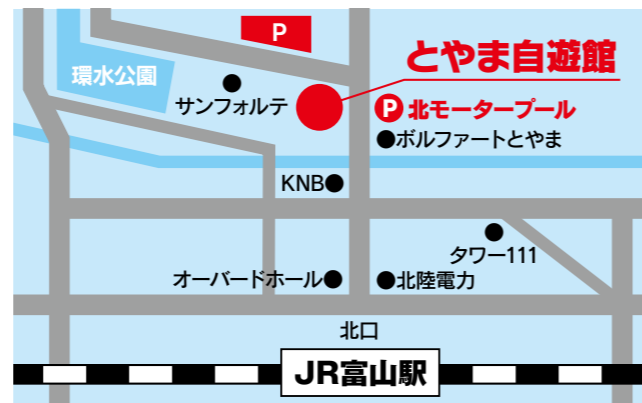 P
とやま自遊館
環水公園
サンフォルテ
P 北モータープール
ボルファートとやま
KNB
タワー111
オーバードホール
北陸電力
北口
JR富山駅